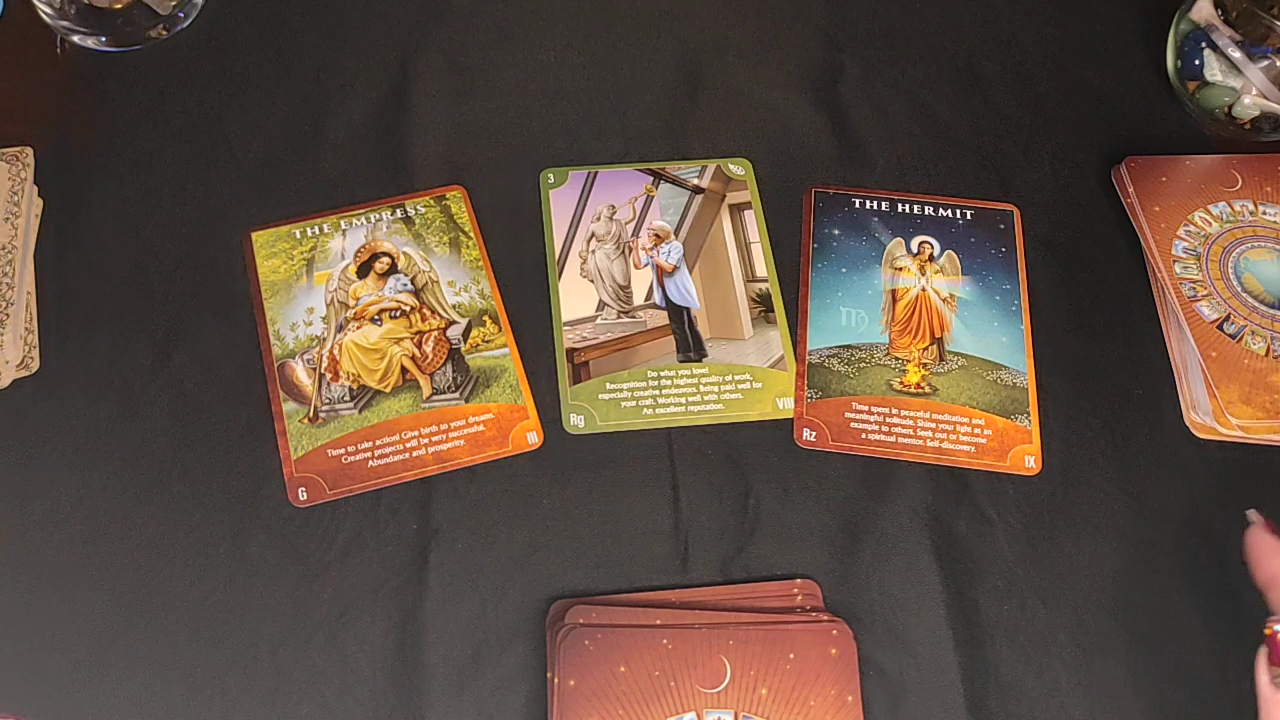 THE EMPRESS
Time to take action! Give birth to your dreams.
Creative projects will be very successful.
Abundance and prosperity.
G
III
3
Do what you love!
Recognition for the highest quality of work,
especially creative endeavors. Being paid well for
your craft. Working well with others.
An excellent reputation.
Rg
VIII
THE HERMIT
♍
Time spent in peaceful meditation and
meaningful solitude. Shine your light as an
example to others. Seek out or become
a spiritual mentor. Self-discovery.
Rz
IX